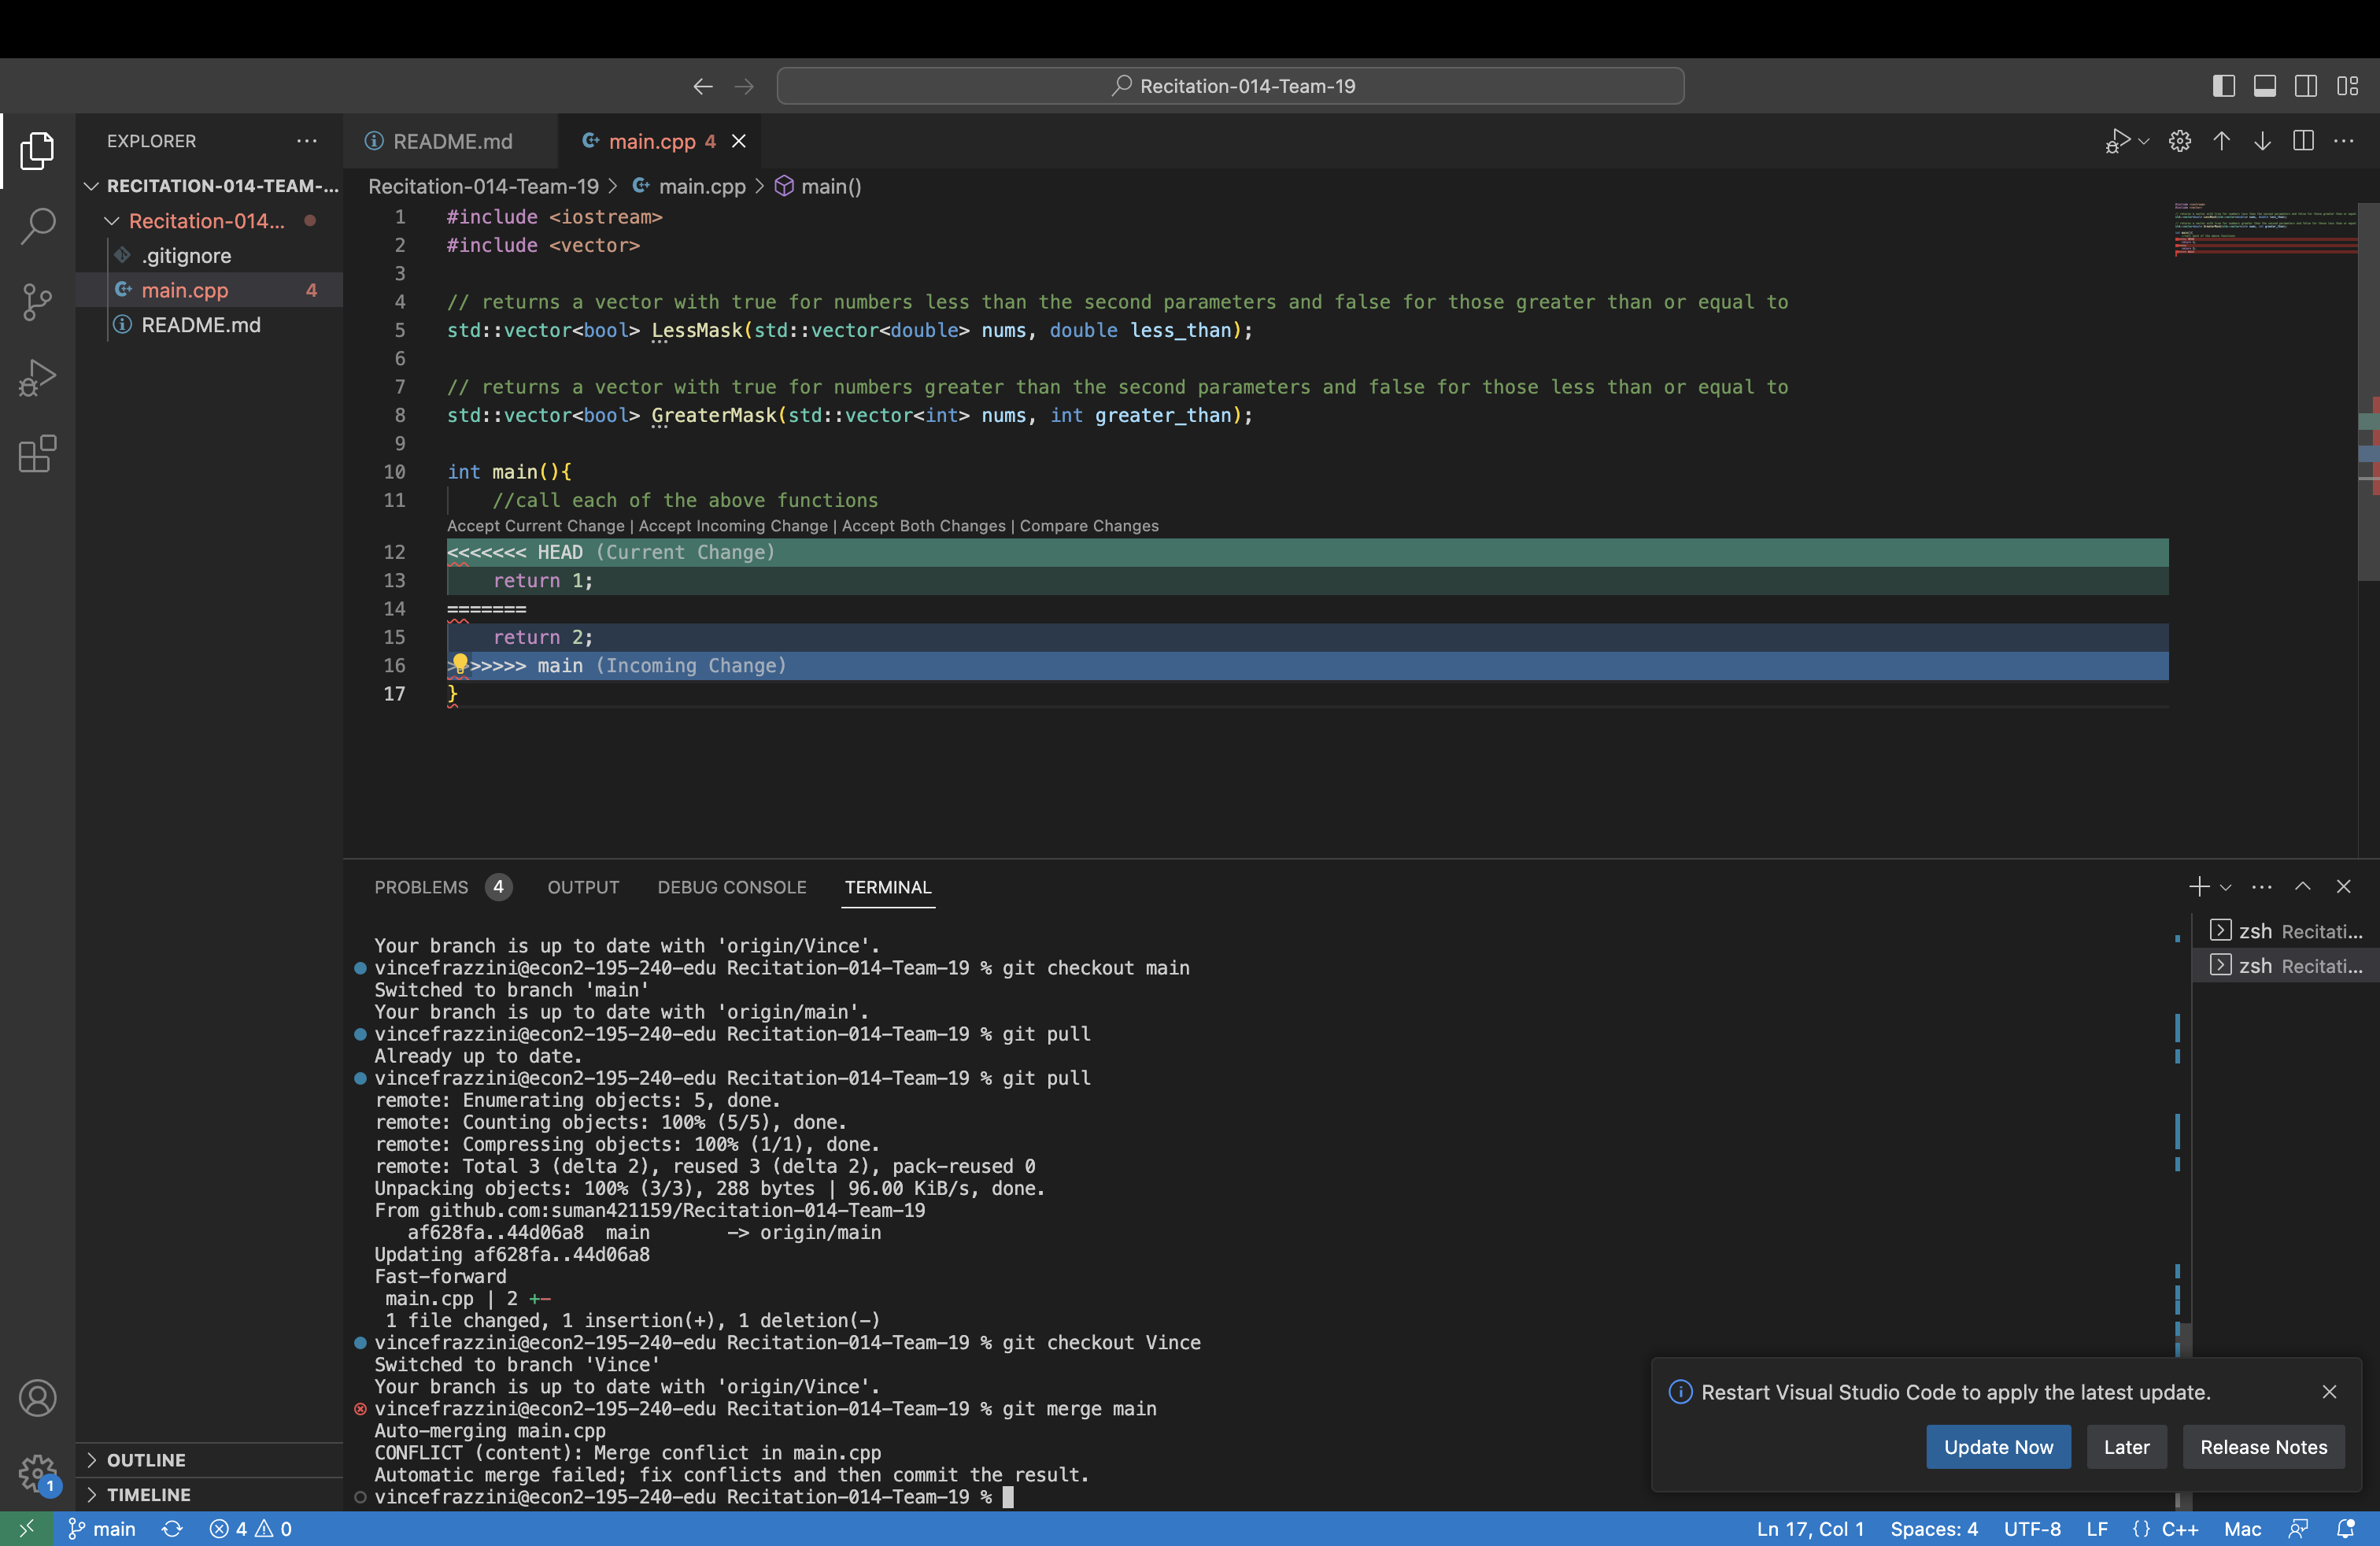 Recitation-014-Team-19
EXPLORER
RECITATION-014-TEAM-...
Recitation-014...
.gitignore
main.cpp 4
README.md
OUTLINE
TIMELINE
README.md
main.cpp 4
Recitation-014-Team-19 > main.cpp > main()
1 #include <iostream>
2 #include <vector>
3
4 // returns a vector with true for numbers less than the second parameters and false for those greater than or equal to
5 std::vector<bool> LessMask(std::vector<double> nums, double less_than);
6
7 // returns a vector with true for numbers greater than the second parameters and false for those less than or equal to
8 std::vector<bool> GreaterMask(std::vector<int> nums, int greater_than);
9
10 int main(){
11     //call each of the above functions
Accept Current Change | Accept Incoming Change | Accept Both Changes | Compare Changes
12 <<<<<<< HEAD (Current Change)
13     return 1;
14 =======
15     return 2;
16 >>>>>>> main (Incoming Change)
17 }
PROBLEMS 4 OUTPUT DEBUG CONSOLE TERMINAL
Your branch is up to date with 'origin/Vince'.
vincefrazzini@econ2-195-240-edu Recitation-014-Team-19 % git checkout main
Switched to branch 'main'
Your branch is up to date with 'origin/main'.
vincefrazzini@econ2-195-240-edu Recitation-014-Team-19 % git pull
Already up to date.
vincefrazzini@econ2-195-240-edu Recitation-014-Team-19 % git pull
remote: Enumerating objects: 5, done.
remote: Counting objects: 100% (5/5), done.
remote: Compressing objects: 100% (1/1), done.
remote: Total 3 (delta 2), reused 3 (delta 2), pack-reused 0
Unpacking objects: 100% (3/3), 288 bytes | 96.00 KiB/s, done.
From github.com:suman421159/Recitation-014-Team-19
   af628fa..44d06a8  main       -> origin/main
Updating af628fa..44d06a8
Fast-forward
 main.cpp | 2 +-
 1 file changed, 1 insertion(+), 1 deletion(-)
vincefrazzini@econ2-195-240-edu Recitation-014-Team-19 % git checkout Vince
Switched to branch 'Vince'
Your branch is up to date with 'origin/Vince'.
vincefrazzini@econ2-195-240-edu Recitation-014-Team-19 % git merge main
Auto-merging main.cpp
CONFLICT (content): Merge conflict in main.cpp
Automatic merge failed; fix conflicts and then commit the result.
vincefrazzini@econ2-195-240-edu Recitation-014-Team-19 %
zsh Recitati...
zsh Recitati...
Restart Visual Studio Code to apply the latest update.
Update Now
Later
Release Notes
1
main 4 0
Ln 17, Col 1 Spaces: 4 UTF-8 LF {} C++ Mac